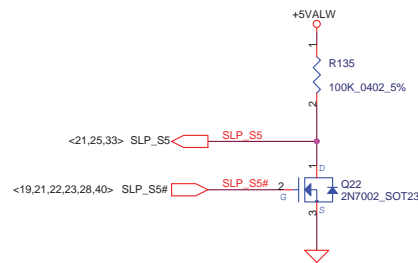 +5VALW
1
R135
100K_0402_5%
2
<21,25,33> SLP_S5 SLP_S5
1 D
<19,21,22,23,28,40> SLP_S5# SLP_S5# 2 G Q22
2N7002_SOT23
3 S